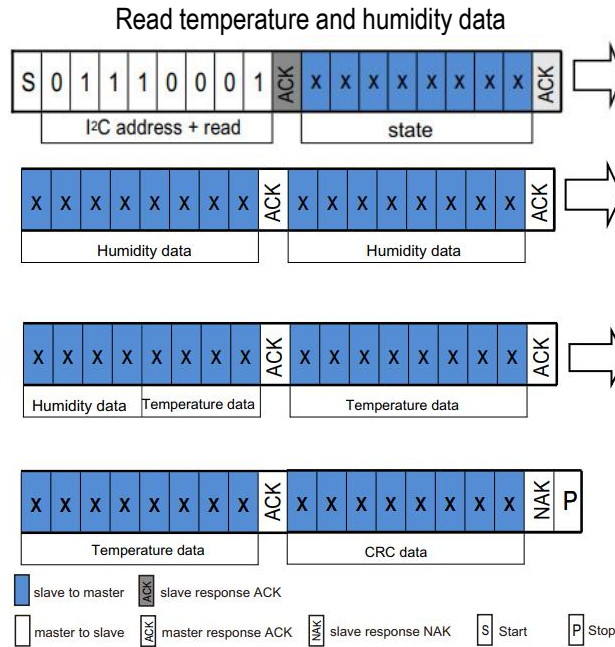 Read temperature and humidity data
S 0 1 1 1 0 0 0 1 ACK X X X X X X X X ACK
I²C address + read state
X X X X X X X X ACK X X X X X X X X ACK
Humidity data Humidity data
X X X X X X X X ACK X X X X X X X X ACK
Humidity data Temperature data Temperature data
X X X X X X X X ACK X X X X X X X X NAK P
Temperature data CRC data
slave to master ACK slave response ACK
master to slave ACK master response ACK NAK slave response NAK S Start P Stop